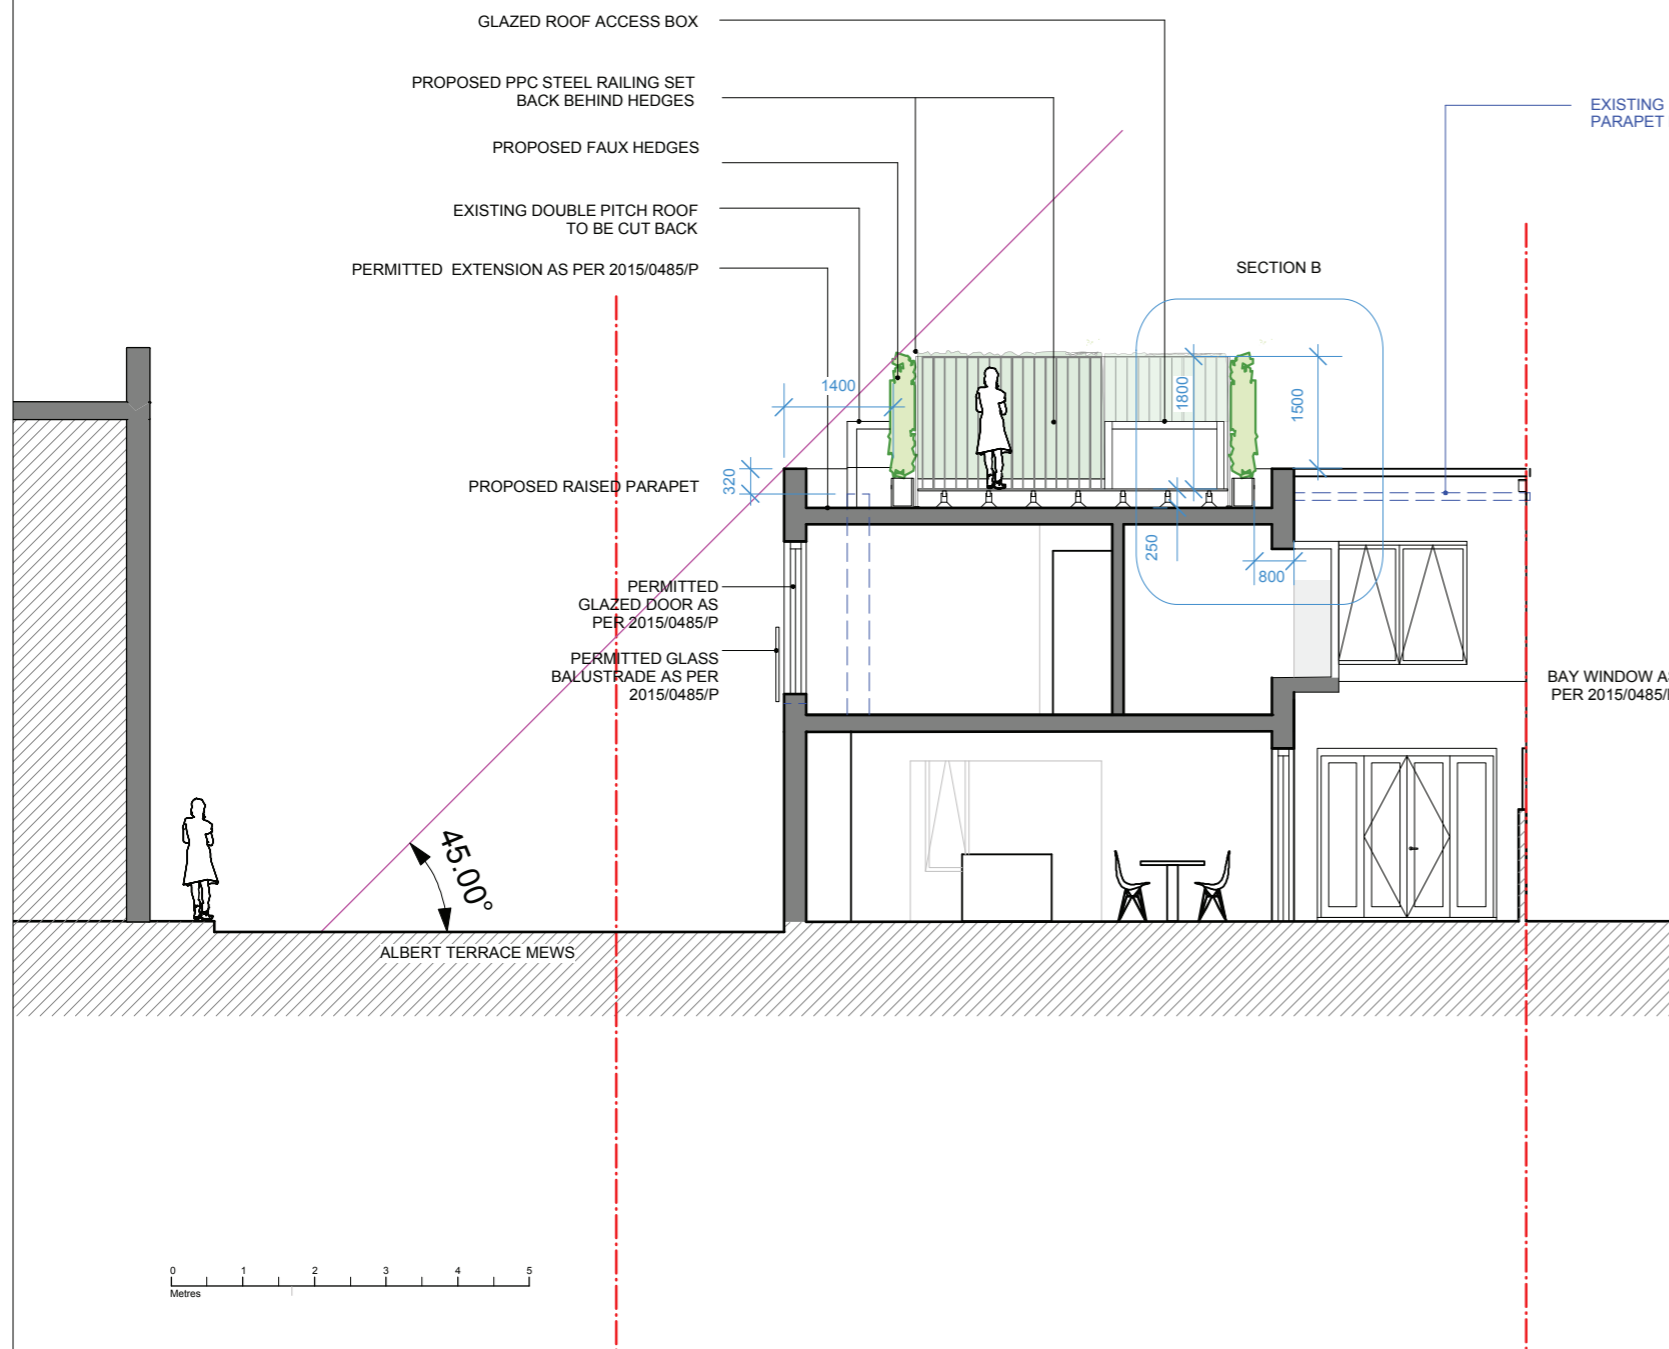 GLAZED ROOF ACCESS BOX
PROPOSED PPC STEEL RAILING SET
BACK BEHIND HEDGES
EXISTING
PARAPET
PROPOSED FAUX HEDGES
EXISTING DOUBLE PITCH ROOF
TO BE CUT BACK
PERMITTED EXTENSION AS PER 2015/0485/P
SECTION B
1400
1800
1500
320
PROPOSED RAISED PARAPET
250
800
PERMITTED
GLAZED DOOR AS
PER 2015/0485/P
PERMITTED GLASS
BALUSTRADE AS PER
2015/0485/P
BAY WINDOW AS
PER 2015/0485/
45.00°
ALBERT TERRACE MEWS
0 1 2 3 4 5
Metres